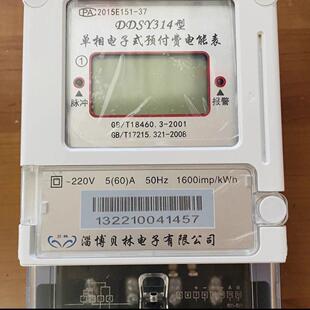 PA 2015E151-37
DDSY314型
单相电子式预付费电能表
①
脉冲
报警
GB/T18460.3-2001
GB/T17215.321-2008
~220V 5(60)A 50Hz 1600imp/kWh
132210041457
淄博贝林电子有限公司